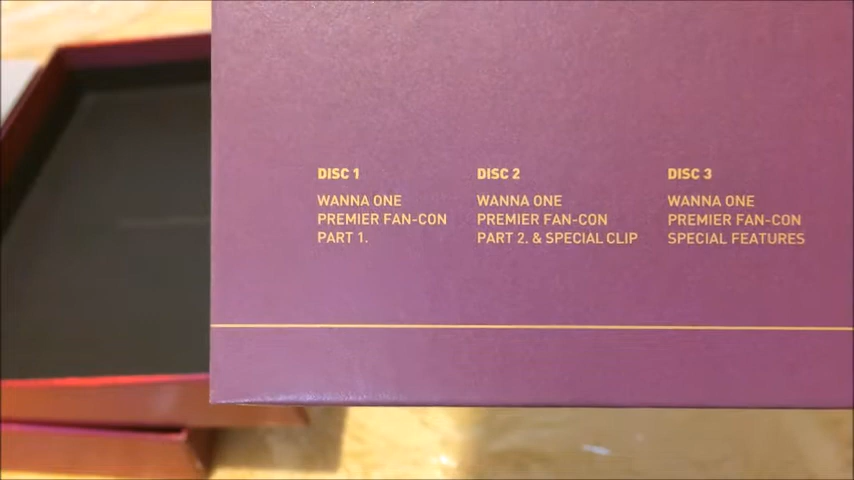 DISC 1
WANNA ONE
PREMIER FAN-CON
PART 1.
DISC 2
WANNA ONE
PREMIER FAN-CON
PART 2. & SPECIAL CLIP
DISC 3
WANNA ONE
PREMIER FAN-CON
SPECIAL FEATURES